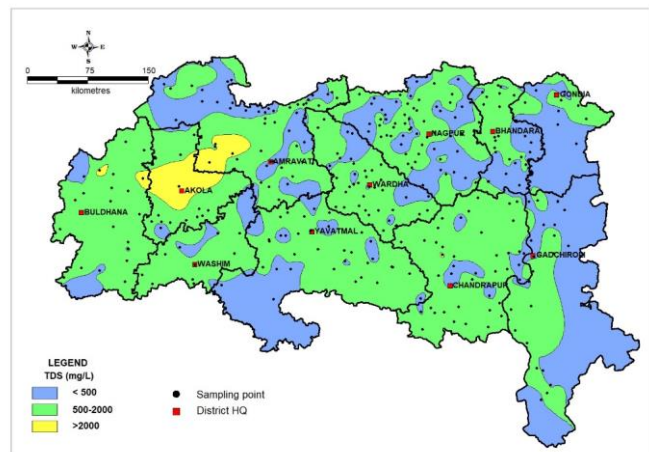 N
W E
S
0 75 150
kilometres
GONDIA
NAGPUR
BHANDARA
AMRAVATI
WARDHA
AKOLA
BULDHANA
YAVATMAL
GADCHIROLI
WASHIM
CHANDRAPUR
LEGEND
TDS (mg/L)
< 500
500-2000
>2000
Sampling point
District HQ